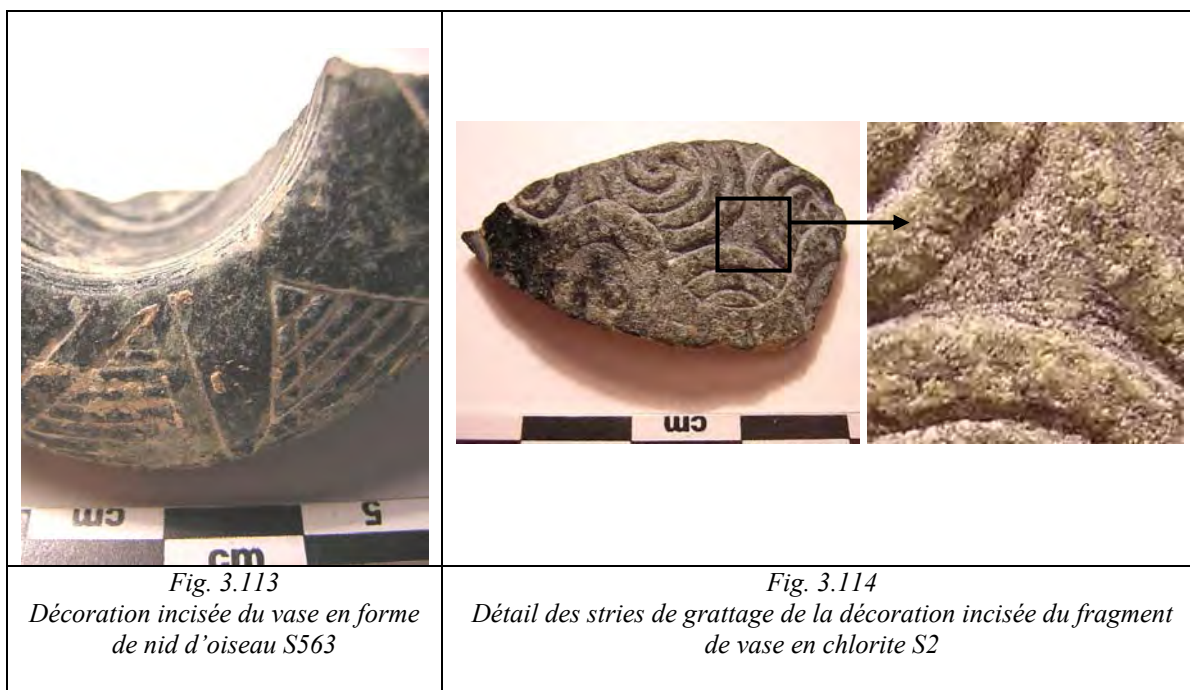 cm
5
cm
cm
Fig. 3.113
Décoration incisée du vase en forme
de nid d'oiseau S563
Fig. 3.114
Détail des stries de grattage de la décoration incisée du fragment
de vase en chlorite S2